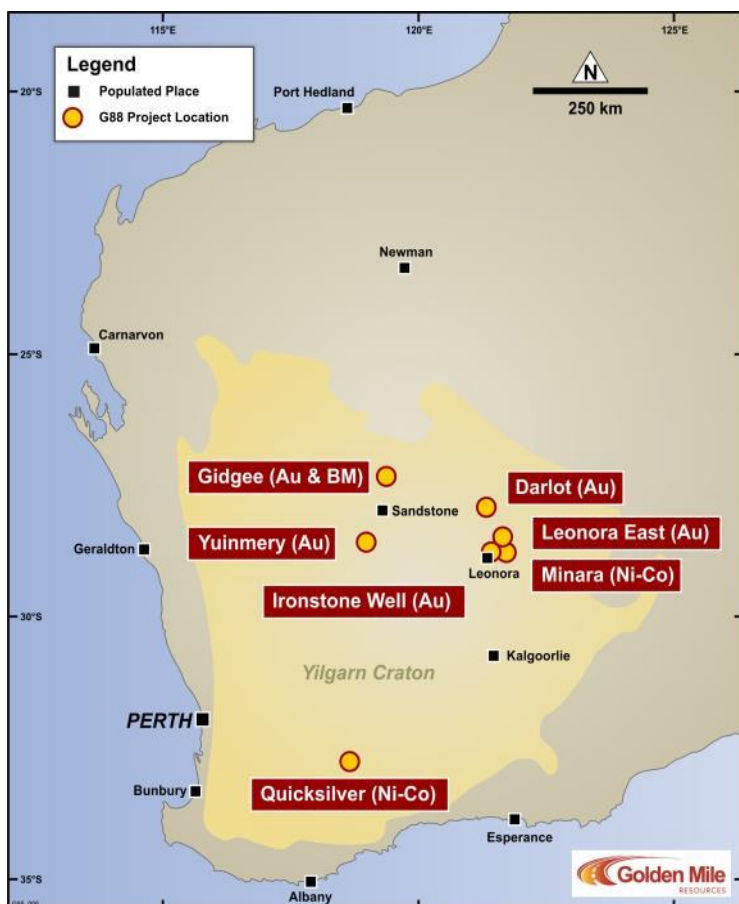 115°E
120°E
125°E
Legend
Populated Place
G88 Project Location
N
250 km
20°S
Port Hedland
Newman
Carnarvon
25°S
Gidgee (Au & BM)
Sandstone
Darlot (Au)
Yuinmery (Au)
Leonora East (Au)
Geraldton
Leonora
Minara (Ni-Co)
Ironstone Well (Au)
30°S
Kalgoorlie
Yilgarn Craton
PERTH
Bunbury
Quicksilver (Ni-Co)
Esperance
35°S
Albany
Golden Mile
RESOURCES